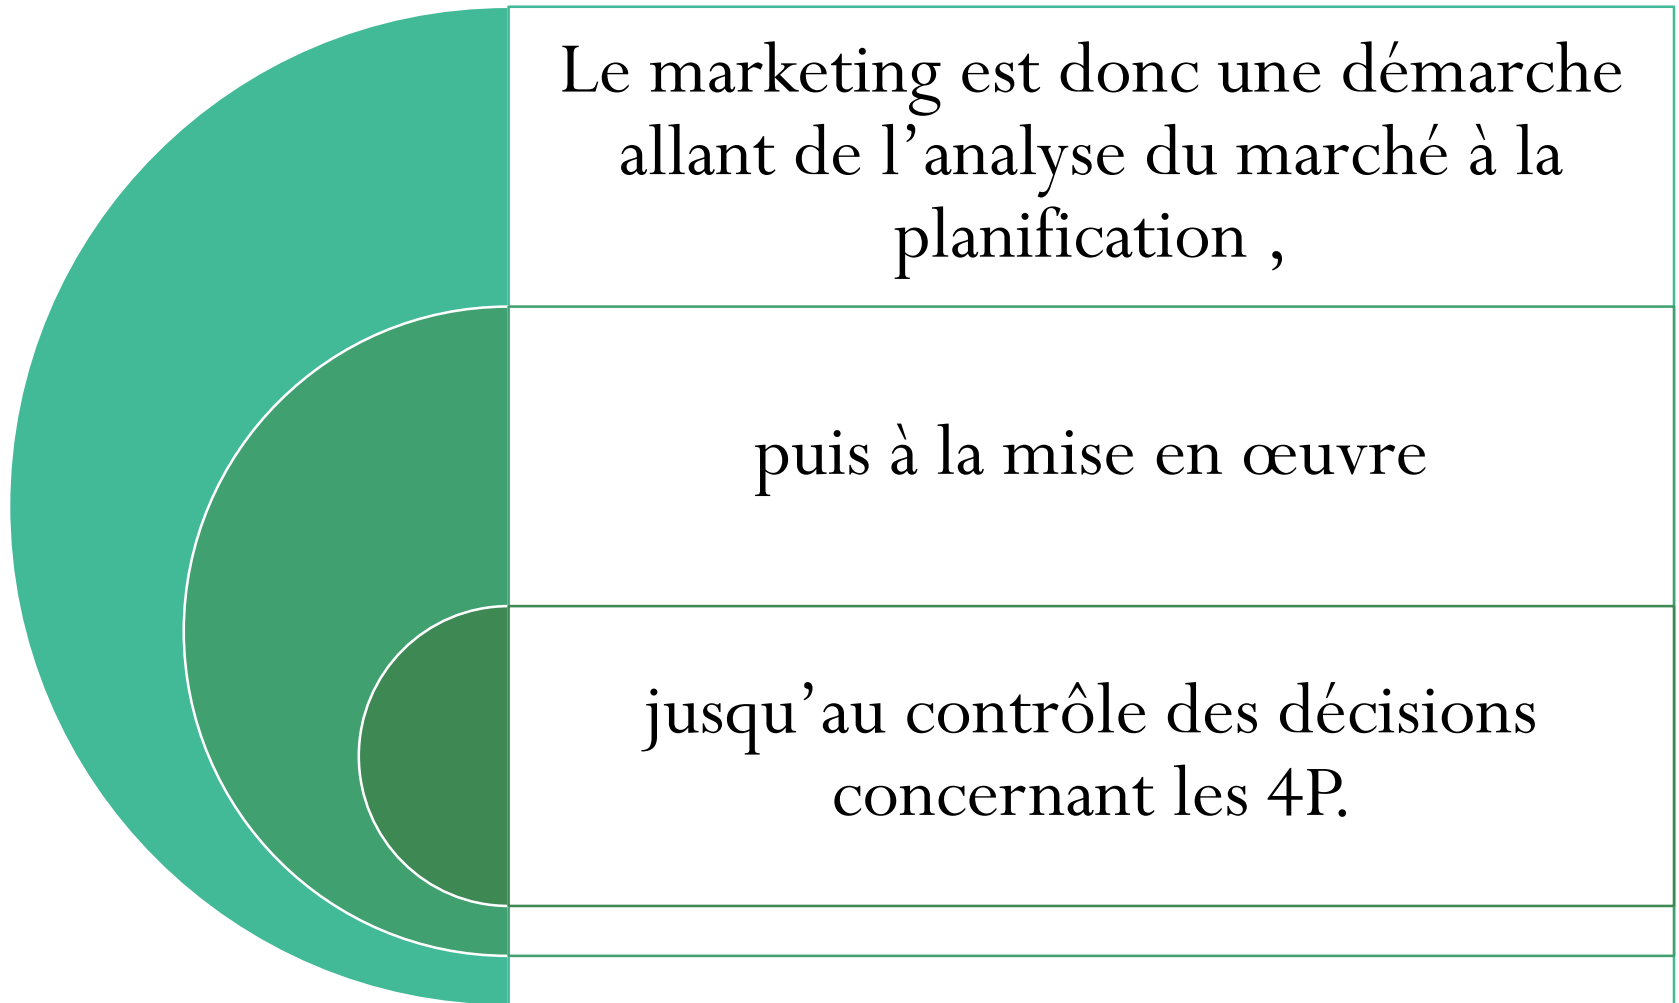 Le marketing est donc une démarche
allant de l’analyse du marché à la
planification ,
puis à la mise en œuvre
jusqu’au contrôle des décisions
concernant les 4P.